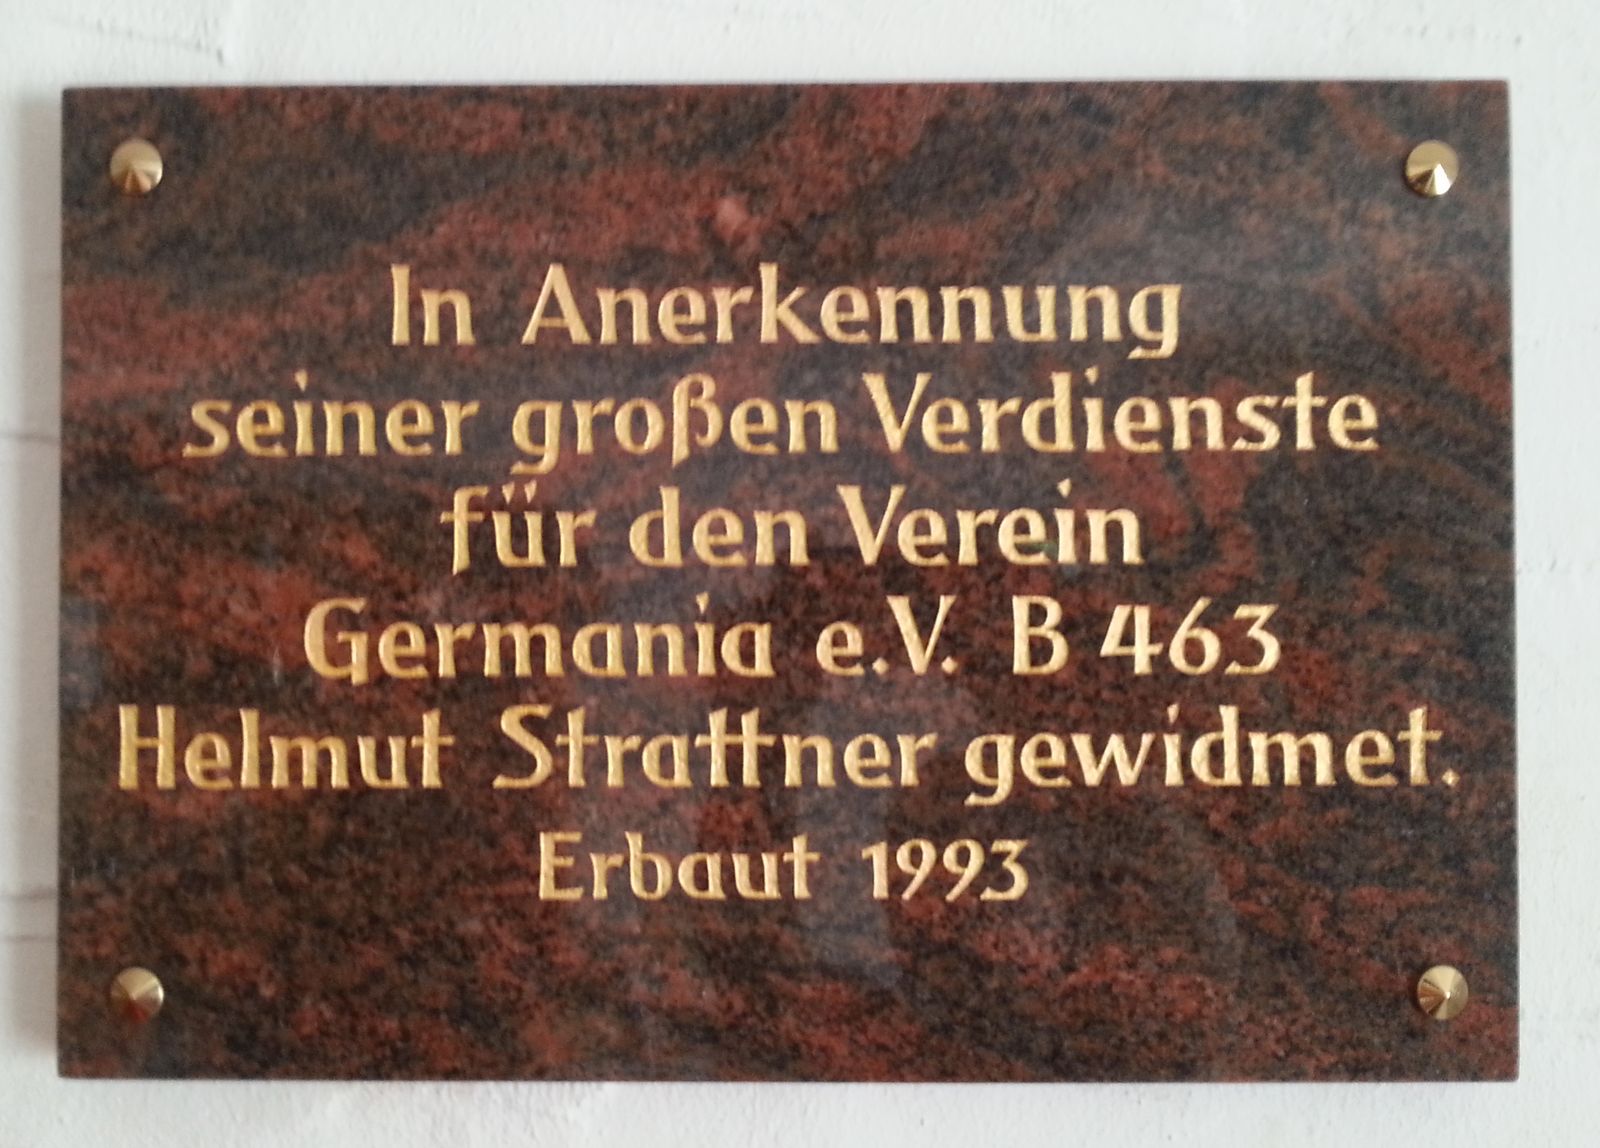 In Anerkennung
seiner großen Verdienste
für den Verein
Germania e.V. B 463
Helmut Strattner gewidmet.
Erbaut 1993